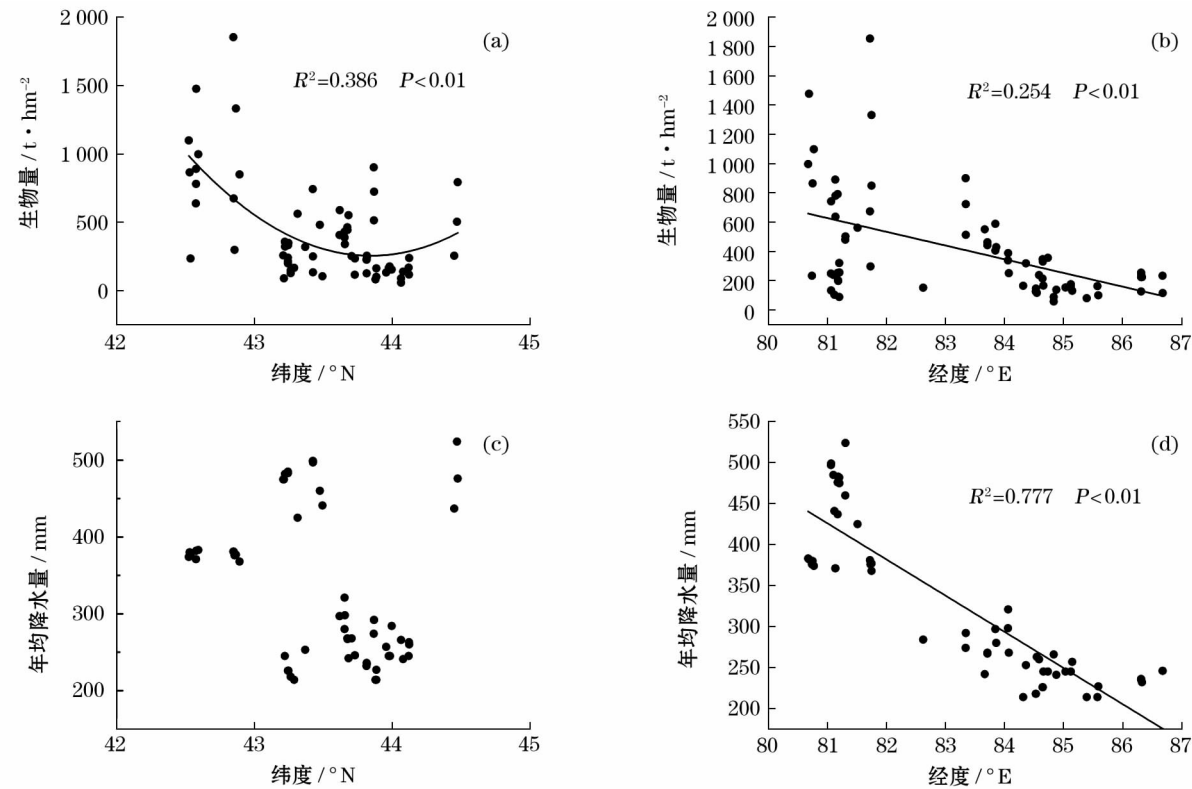 2 000
1 500
1 000
500
0
生物量 / t · hm⁻²
(a)
R²=0.386 P<0.01
42 43 44 45
纬度 / °N
2 000
1 800
1 600
1 400
1 200
1 000
800
600
400
200
0
生物量 / t · hm⁻²
(b)
R²=0.254 P<0.01
80 81 82 83 84 85 86 87
经度 / °E
500
400
300
200
年均降水量 / mm
(c)
42 43 44 45
纬度 / °N
550
500
450
400
350
300
250
200
年均降水量 / mm
(d)
R²=0.777 P<0.01
80 81 82 83 84 85 86 87
经度 / °E